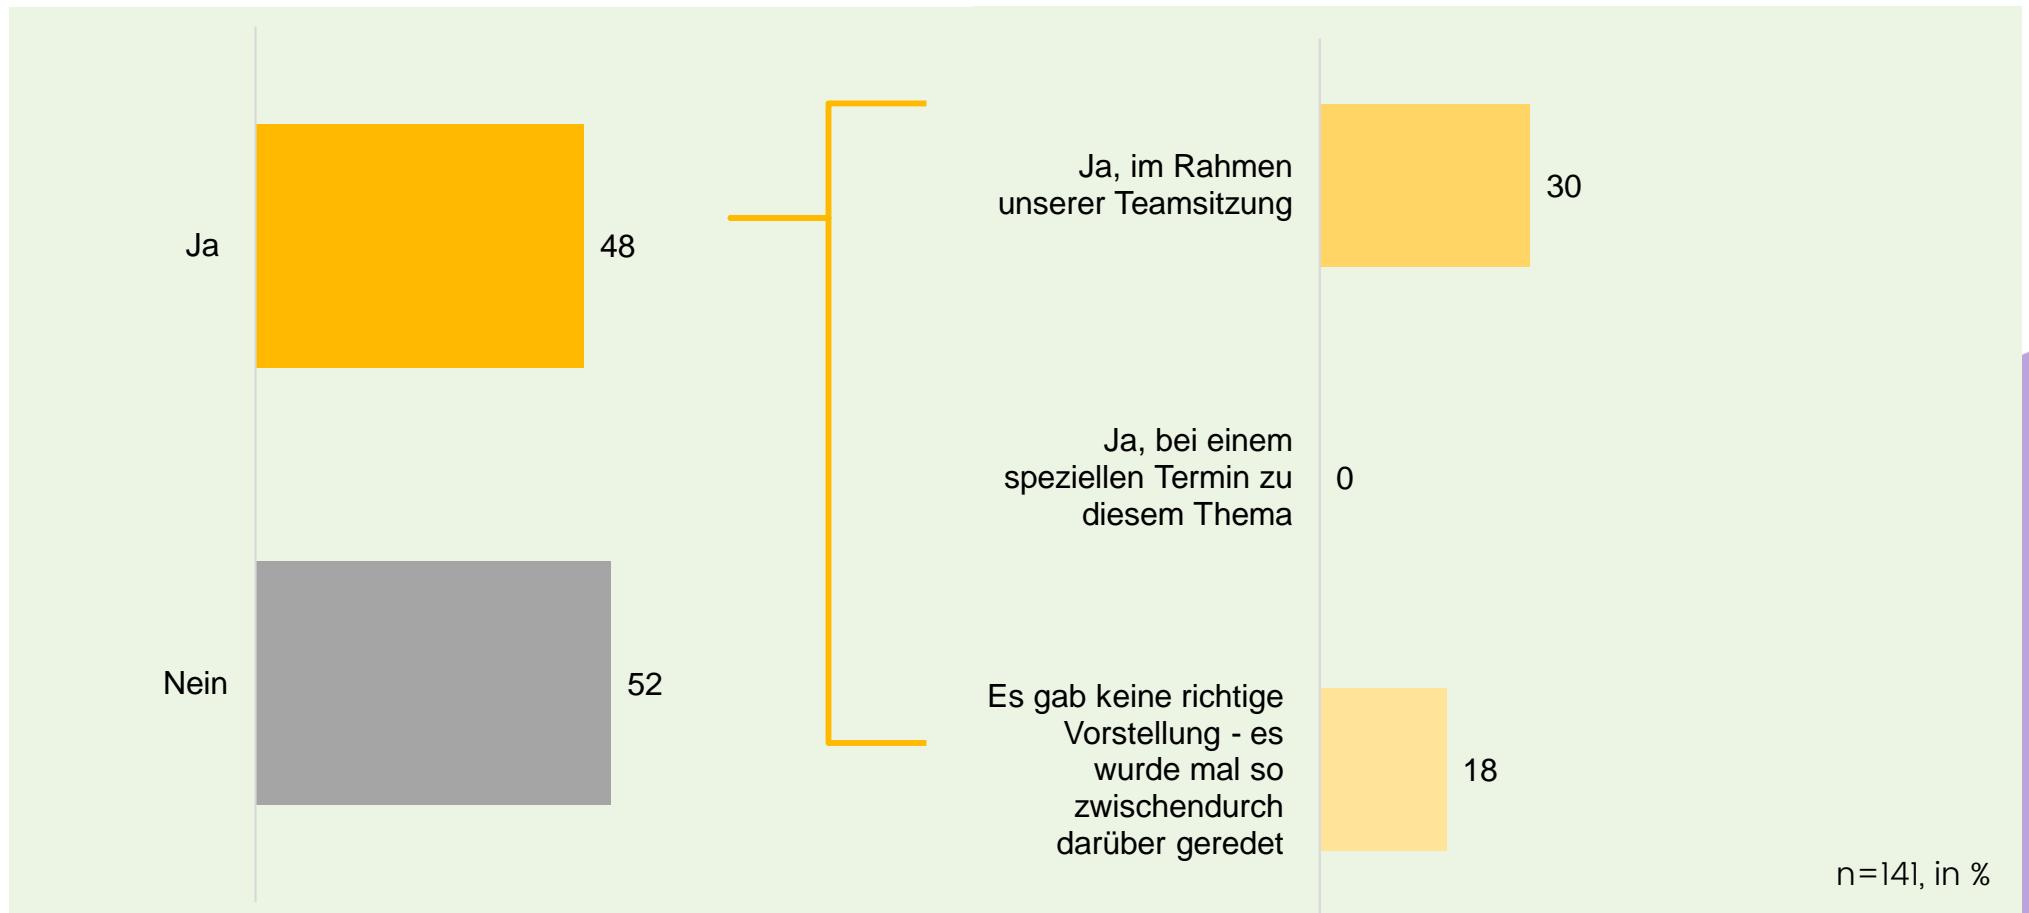 Ja
48
Nein
52
Ja, im Rahmen
unserer Teamsitzung
30
Ja, bei einem
speziellen Termin zu
diesem Thema
0
Es gab keine richtige
Vorstellung - es
wurde mal so
zwischendurch
darüber geredet
18
n=141, in %